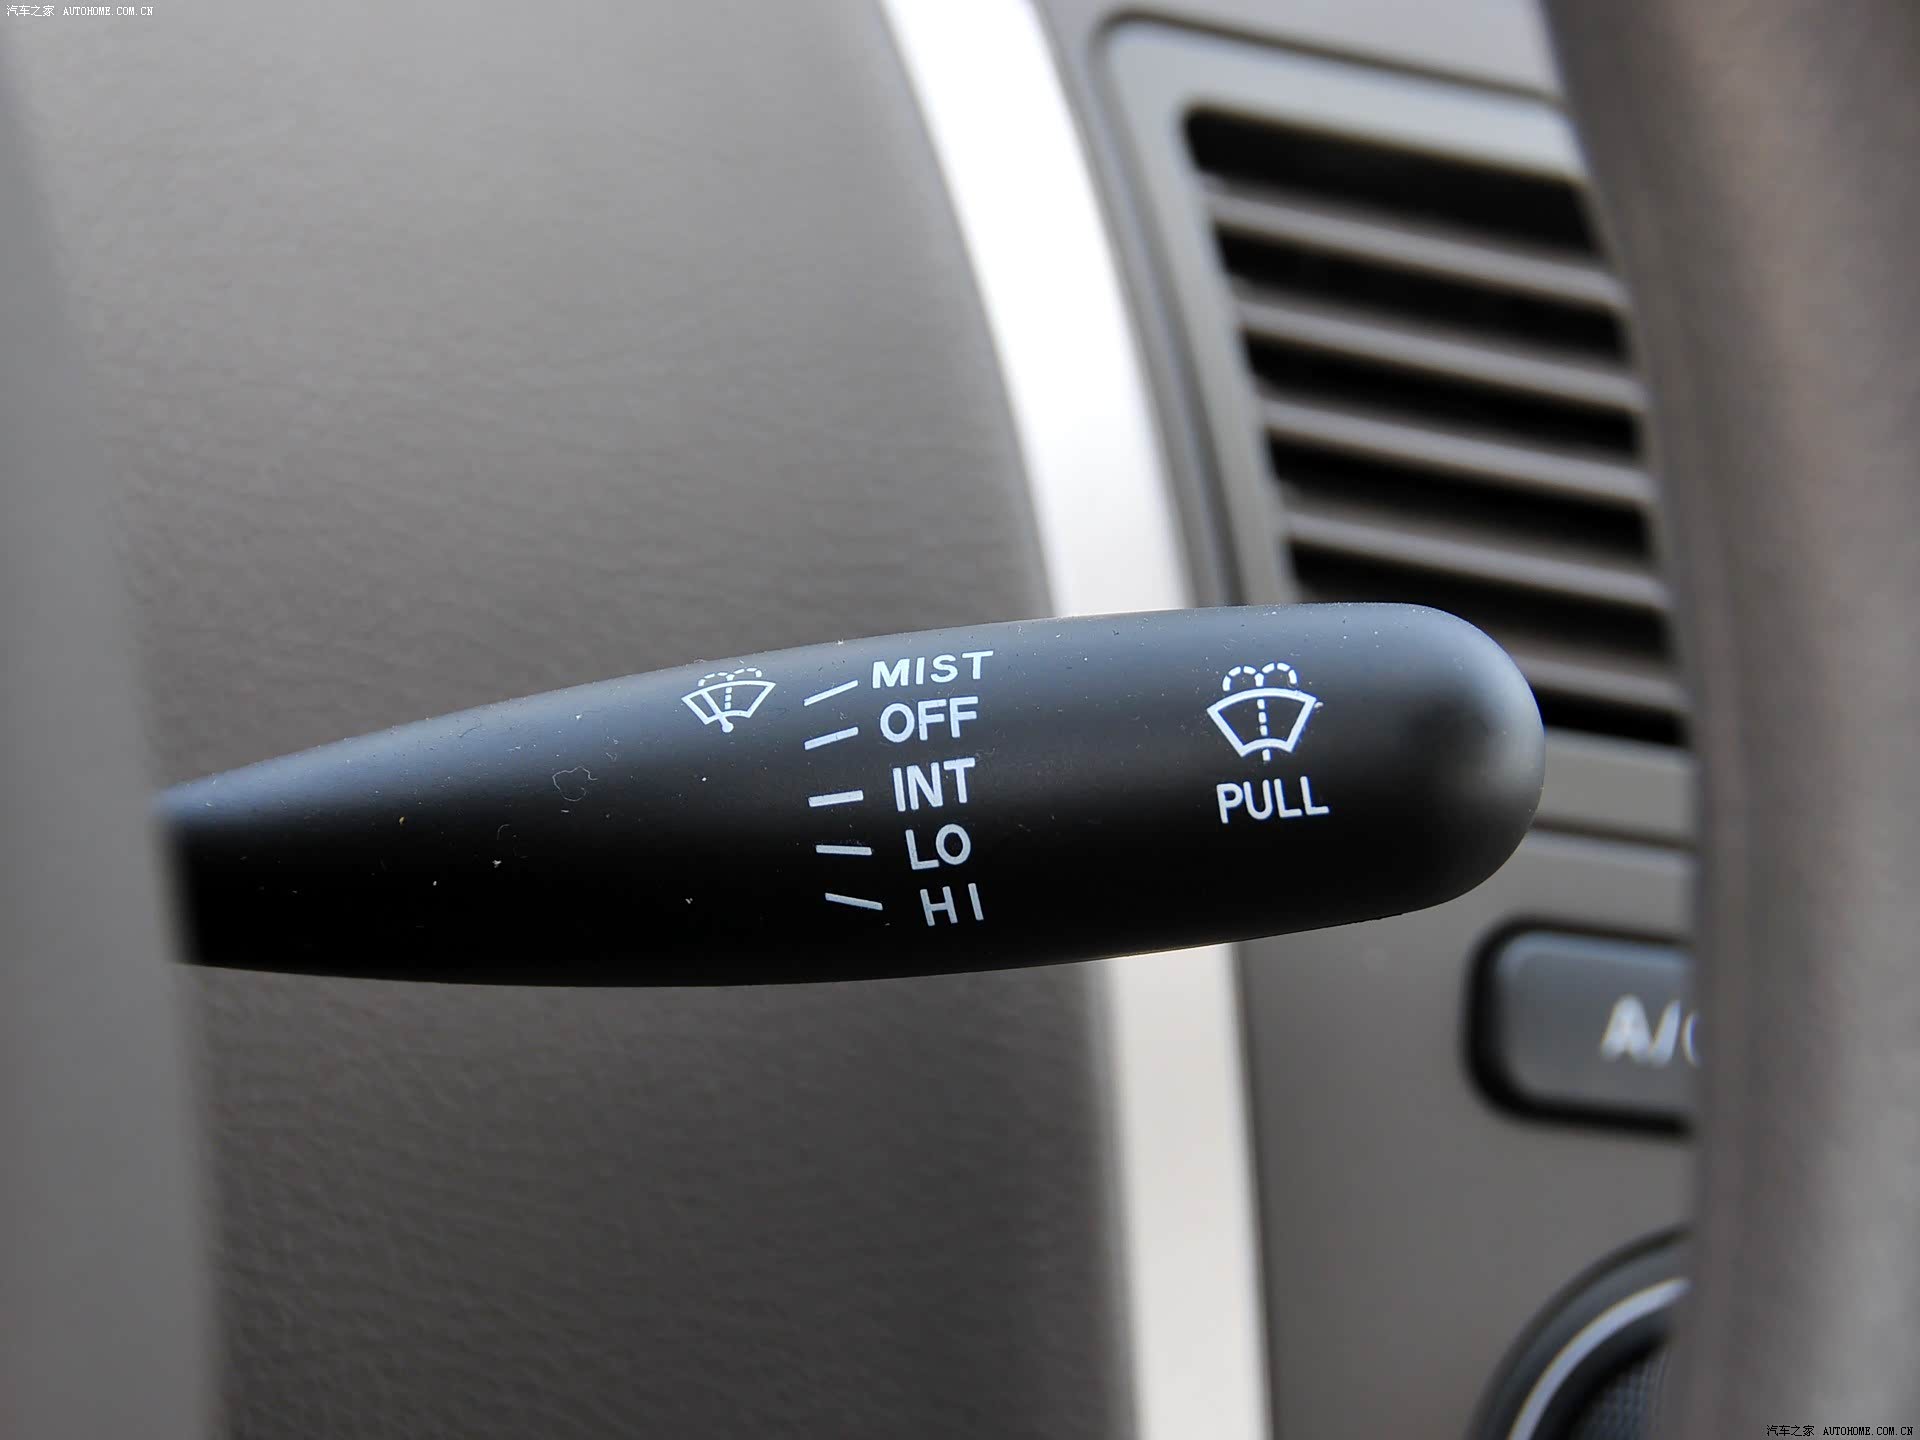 汽车之家 AUTOHOME.COM.CN
MIST
OFF
INT
LO
HI
PULL
汽车之家 AUTOHOME.COM.CN